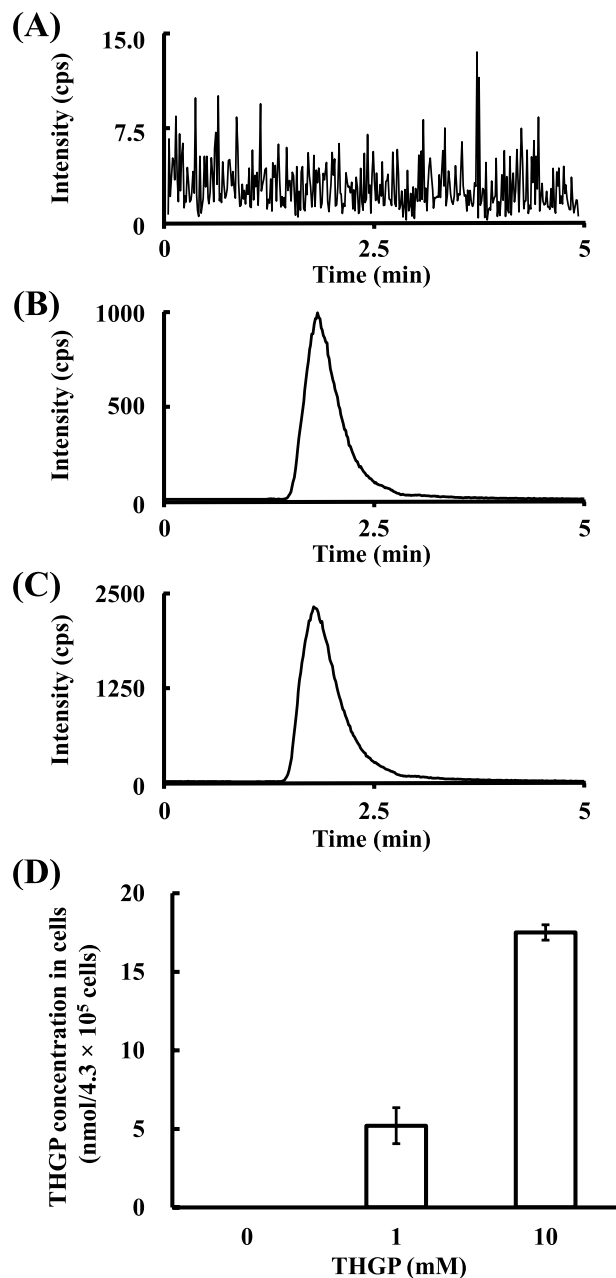 (A)
15.0
7.5
0
Intensity (cps)
0 2.5 5
Time (min)
(B)
1000
500
0
Intensity (cps)
0 2.5 5
Time (min)
(C)
2500
1250
0
Intensity (cps)
0 2.5 5
Time (min)
(D)
20
15
10
5
0
THGP concentration in cells
(nmol/4.3 × 10⁵ cells)
0 1 10
THGP (mM)